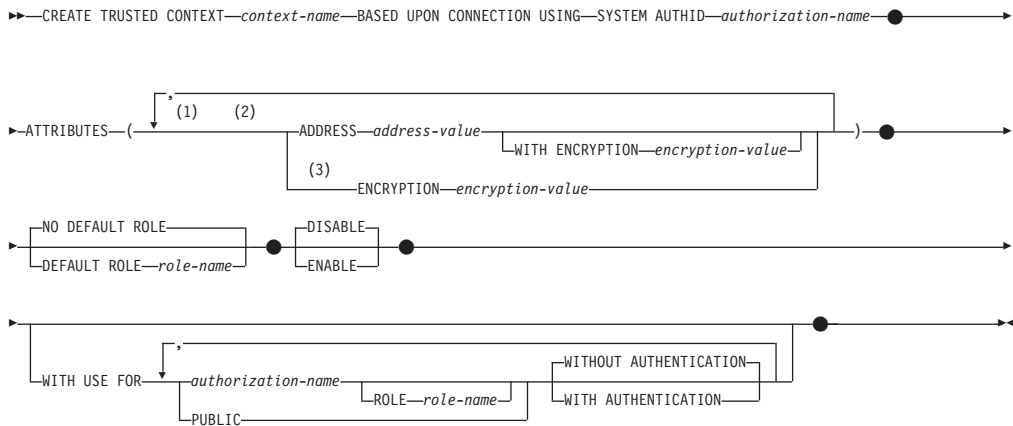 CREATE TRUSTED CONTEXT context-name BASED UPON CONNECTION USING SYSTEM AUTHID authorization-name
,
(1) (2)
ATTRIBUTES ( ADDRESS address-value )
WITH ENCRYPTION encryption-value
(3)
ENCRYPTION encryption-value
NO DEFAULT ROLE DISABLE
DEFAULT ROLE role-name ENABLE
,
WITHOUT AUTHENTICATION
WITH USE FOR authorization-name
ROLE role-name WITH AUTHENTICATION
PUBLIC